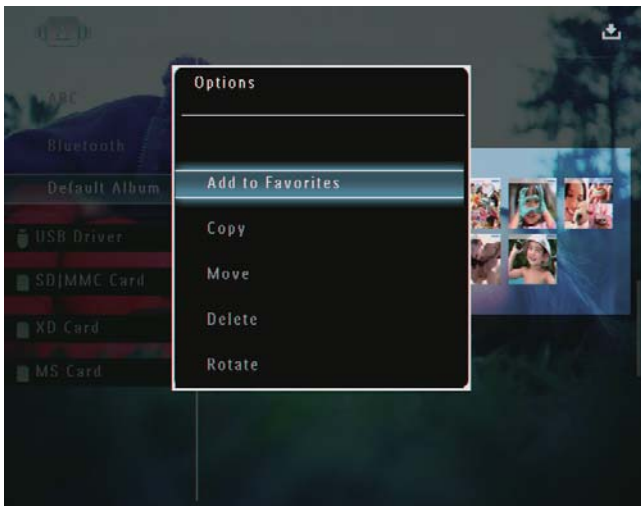 Options
Add to Favorites
Copy
Move
Delete
Rotate
ABC
Bluetooth
Default Album
USB Driver
SD|MMC Card
XD Card
MS Card